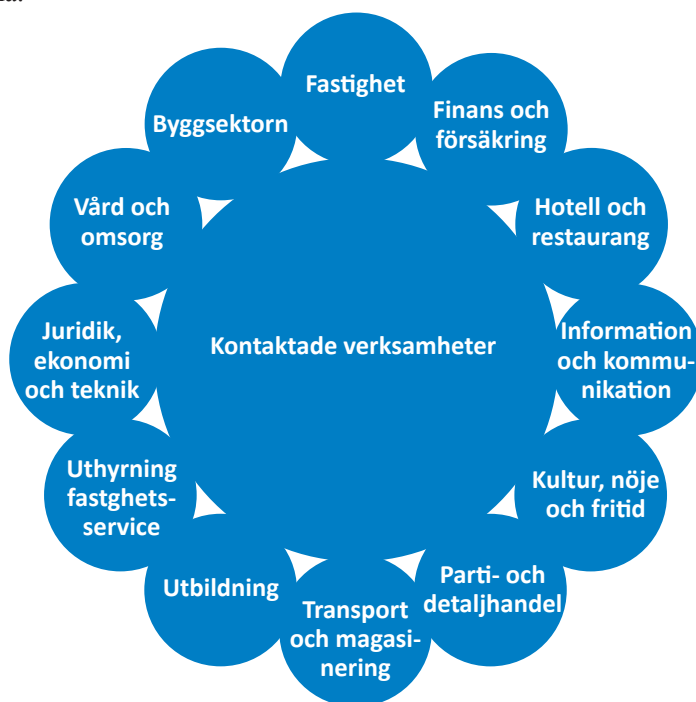 Fastighet
Finans och
försäkring
Hotell och
restaurang
Information
och kommu-
nikation
Kultur, nöje
och fritid
Parti- och
detaljhandel
Transport
och magasi-
nering
Utbildning
Uthyrning
fastghets-
service
Juridik,
ekonomi
och teknik
Vård och
omsorg
Byggsektorn
Kontaktade verksamheter